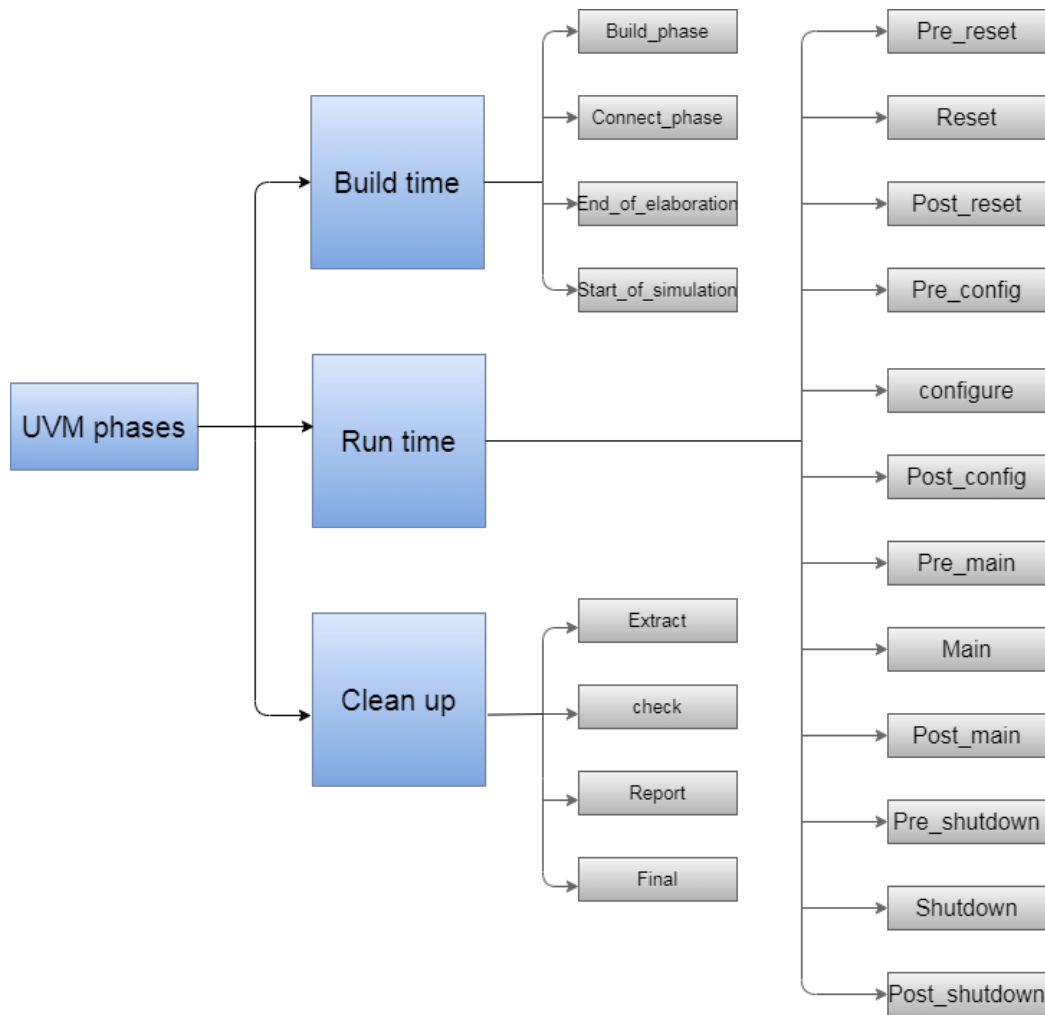 UVM phases
Build time
Build_phase
Connect_phase
End_of_elaboration
Start_of_simulation
Run time
Pre_reset
Reset
Post_reset
Pre_config
configure
Post_config
Pre_main
Main
Post_main
Pre_shutdown
Shutdown
Post_shutdown
Clean up
Extract
check
Report
Final